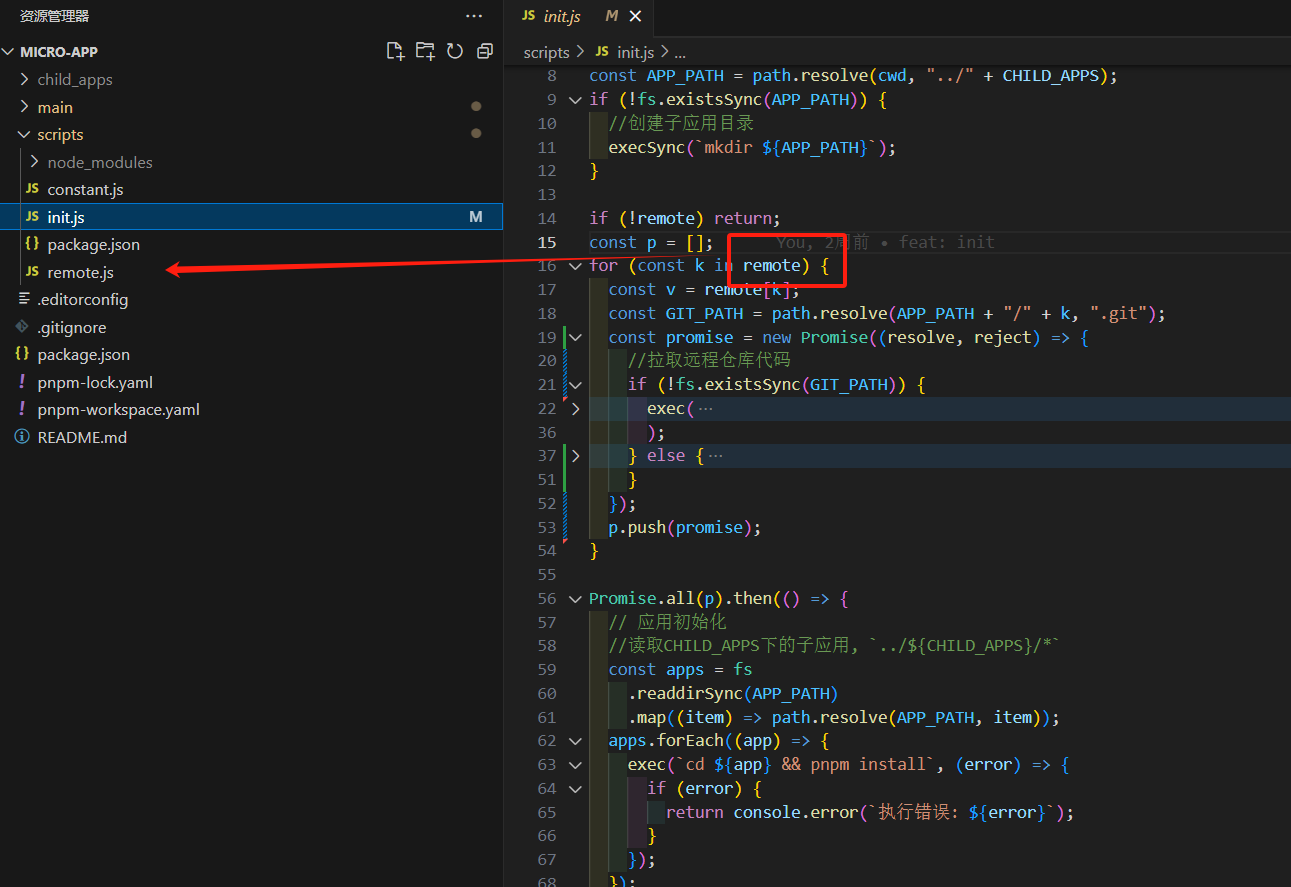 资源管理器
MICRO-APP
child_apps
main
scripts
node_modules
JS constant.js
JS init.js M
{} package.json
JS remote.js
.editorconfig
.gitignore
{} package.json
! pnpm-lock.yaml
! pnpm-workspace.yaml
README.md
JS init.js M
scripts > JS init.js > ...
8 const APP_PATH = path.resolve(cwd, "../" + CHILD_APPS);
9 if (!fs.existsSync(APP_PATH)) {
10 //创建子应用目录
11 execSync(`mkdir ${APP_PATH}`);
12 }
13
14 if (!remote) return;
15 const p = []; You, 2周前 • feat: init
16 for (const k in remote) {
17 const v = remote[k];
18 const GIT_PATH = path.resolve(APP_PATH + "/" + k, ".git");
19 const promise = new Promise((resolve, reject) => {
20 //拉取远程仓库代码
21 if (!fs.existsSync(GIT_PATH)) {
22 exec(…
36 );
37 } else {…
51 }
52 });
53 p.push(promise);
54 }
55
56 Promise.all(p).then(() => {
57 // 应用初始化
58 //读取CHILD_APPS下的子应用, `../${CHILD_APPS}/*`
59 const apps = fs
60 .readdirSync(APP_PATH)
61 .map((item) => path.resolve(APP_PATH, item));
62 apps.forEach((app) => {
63 exec(`cd ${app} && pnpm install`, (error) => {
64 if (error) {
65 return console.error(`执行错误: ${error}`);
66 }
67 });
68 });